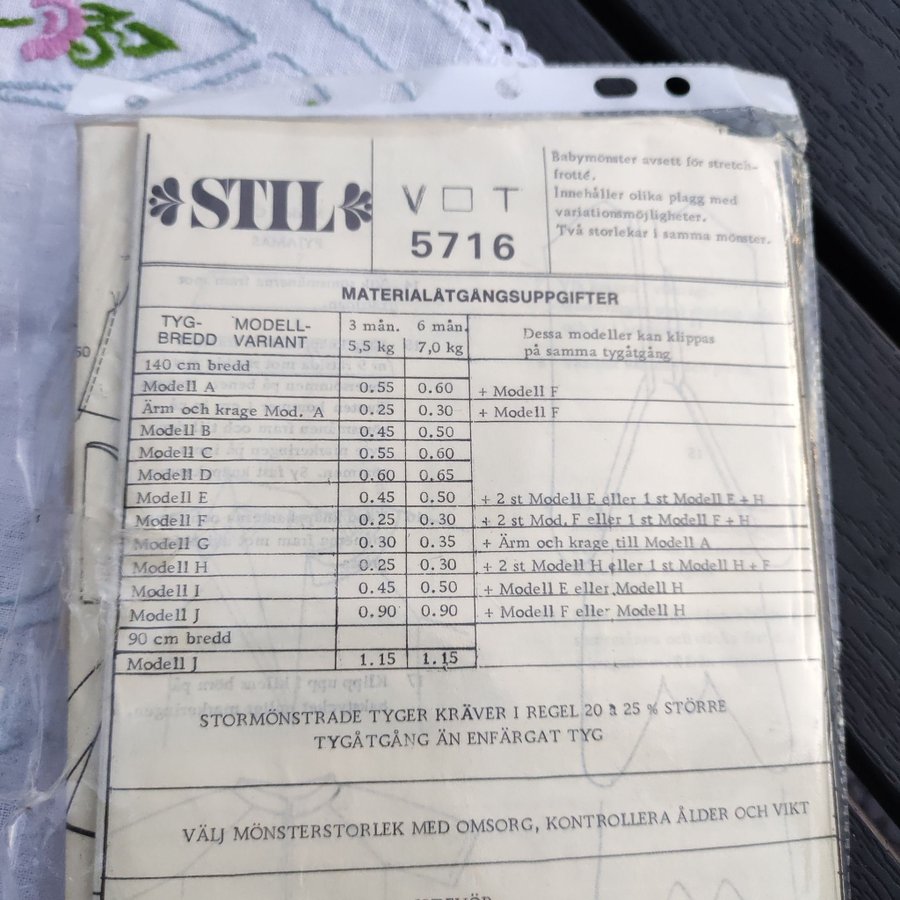 STIL
V □ T
5716
Babymönster avsett för stretch-
frotté.
Innehåller olika plagg med
variationsmöjligheter.
Två storlekar i samma mönster.
MATERIALÅTGÅNGSUPPGIFTER
TYG- MODELL- 3 mån. 6 mån. Dessa modeller kan klippas
BREDD VARIANT 5,5 kg 7,0 kg på samma tygåtgång
140 cm bredd
Modell A 0.55 0.60 + Modell F
Ärm och krage Mod. A 0.25 0.30 + Modell F
Modell B 0.45 0.50
Modell C 0.55 0.60
Modell D 0.60 0.65
Modell E 0.45 0.50 + 2 st Modell E eller 1 st Modell E + H
Modell F 0.25 0.30 + 2 st Mod. F eller 1 st Modell F + H
Modell G 0.30 0.35 + Ärm och krage till Modell A
Modell H 0.25 0.30 + 2 st Modell H eller 1 st Modell H + F
Modell I 0.45 0.50 + Modell E eller Modell H
Modell J 0.90 0.90 + Modell F eller Modell H
90 cm bredd
Modell J 1.15 1.15
STORMÖNSTRADE TYGER KRÄVER I REGEL 20 à 25 % STÖRRE
TYGÅTGÅNG ÄN ENFÄRGAT TYG
VÄLJ MÖNSTERSTORLEK MED OMSORG, KONTROLLERA ÅLDER OCH VIKT